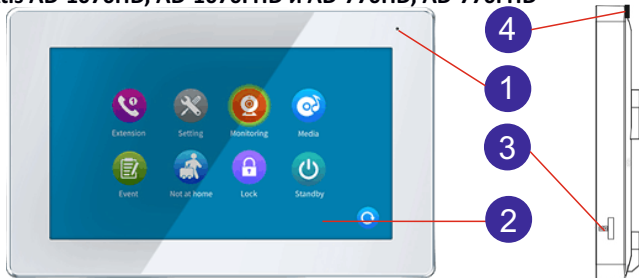 AD-1070HD, AD-1070FHD и AD-770HD, AD-770FHD
4
1
Extension Setting Monitoring Media
3
Event Not at home Lock Standby
2